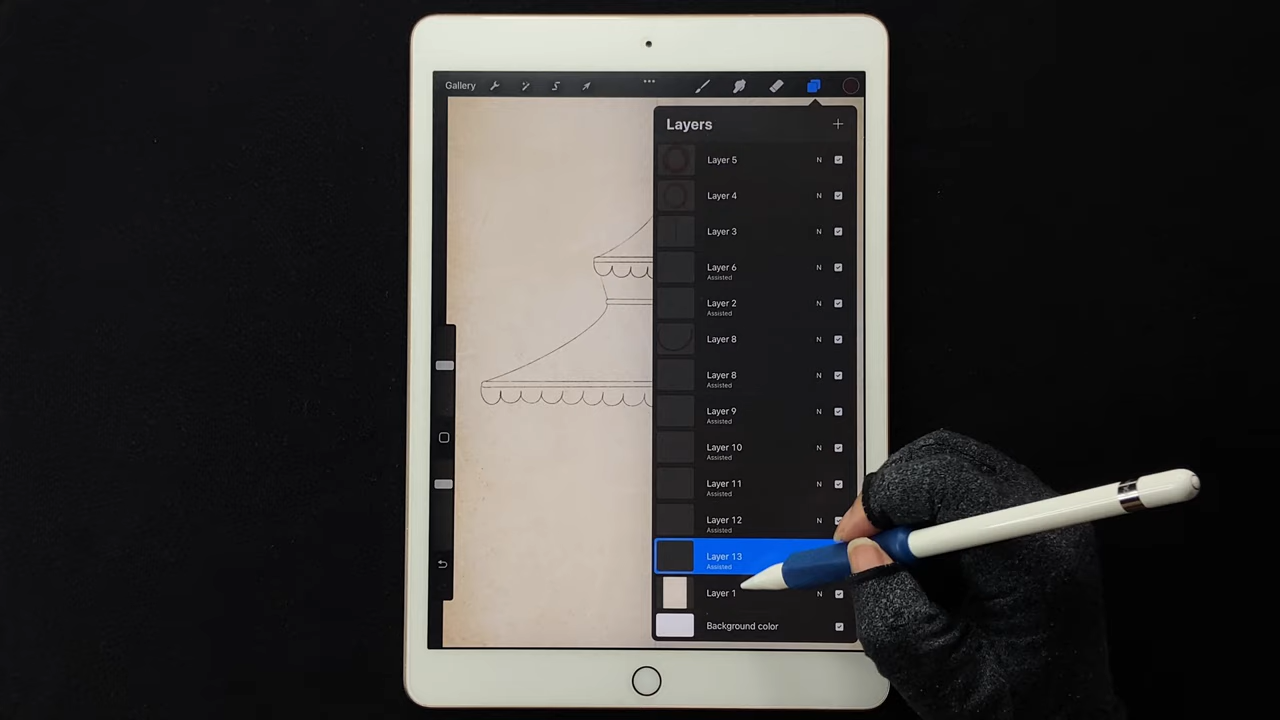 Gallery
Layers
Layer 5 N
Layer 4 N
Layer 3 N
Layer 6 N
Assisted
Layer 2 N
Assisted
Layer 8 N
Layer 8 N
Assisted
Layer 9 N
Assisted
Layer 10 N
Assisted
Layer 11 N
Assisted
Layer 12 N
Assisted
Layer 13
Assisted
Layer 1 N
Background color